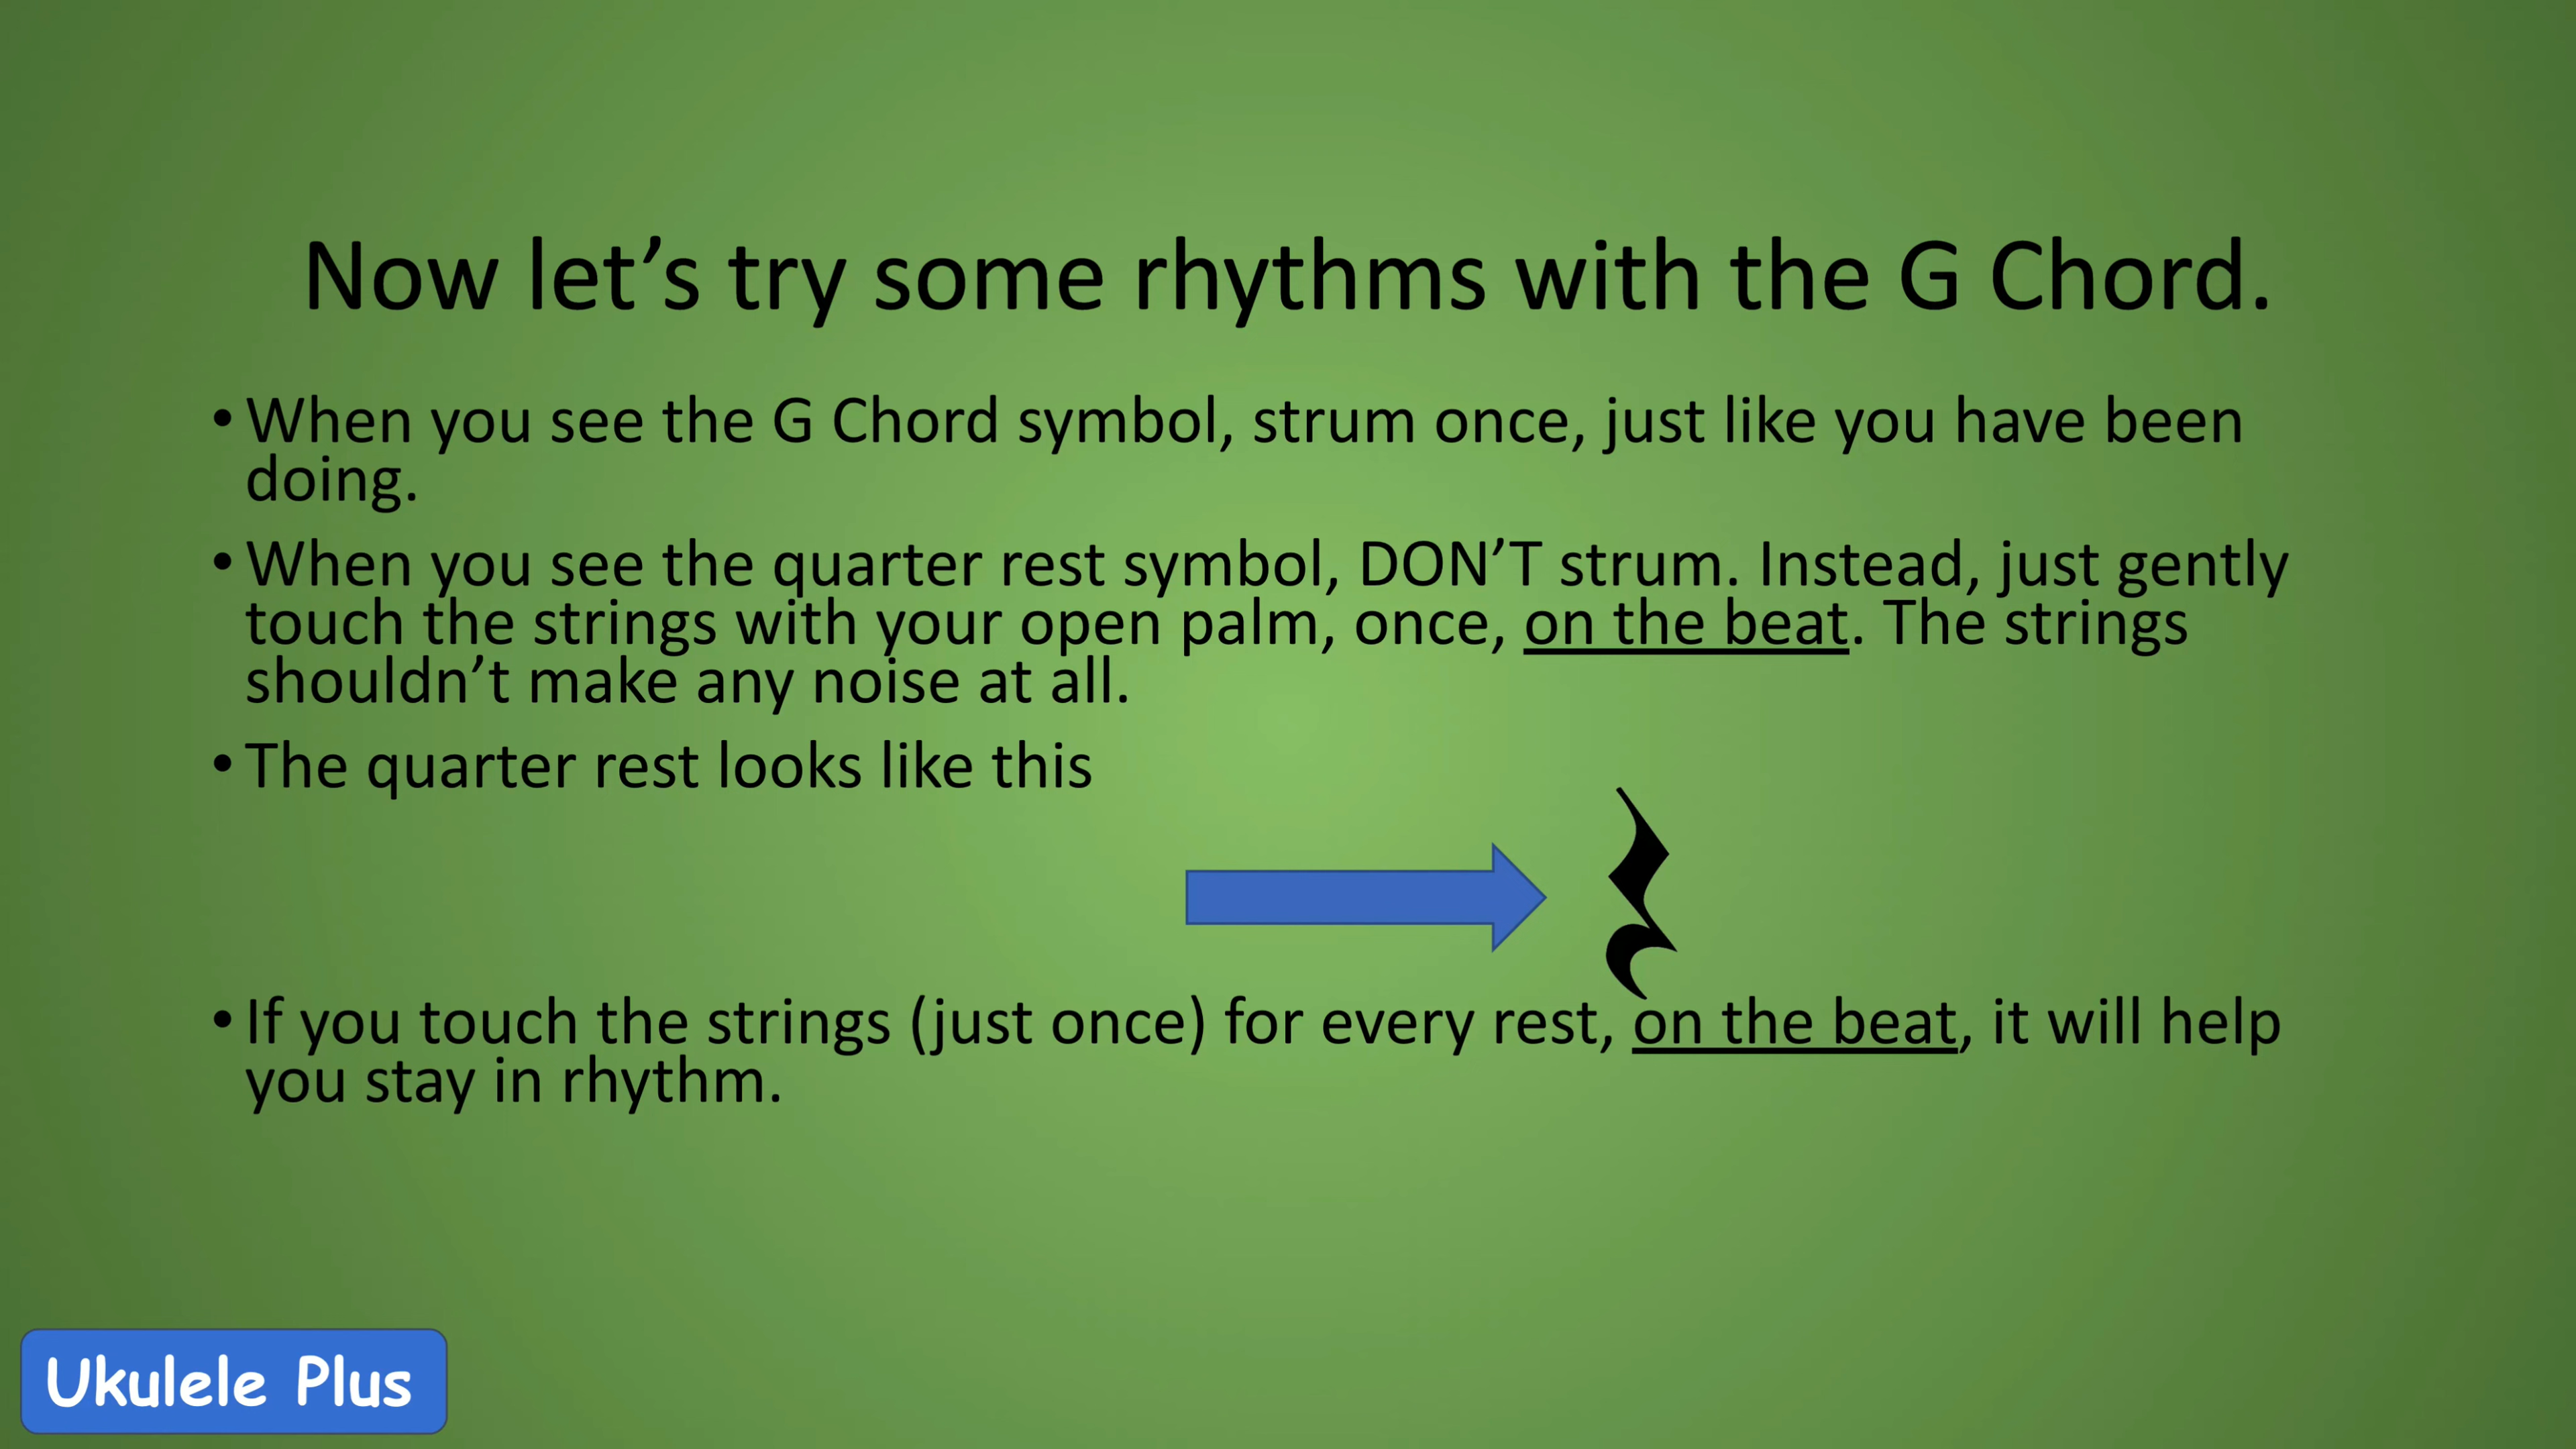 Now let’s try some rhythms with the G Chord.
• When you see the G Chord symbol, strum once, just like you have been
doing.
• When you see the quarter rest symbol, DON’T strum. Instead, just gently
touch the strings with your open palm, once, on the beat. The strings
shouldn’t make any noise at all.
• The quarter rest looks like this
• If you touch the strings (just once) for every rest, on the beat, it will help
you stay in rhythm.
Ukulele Plus